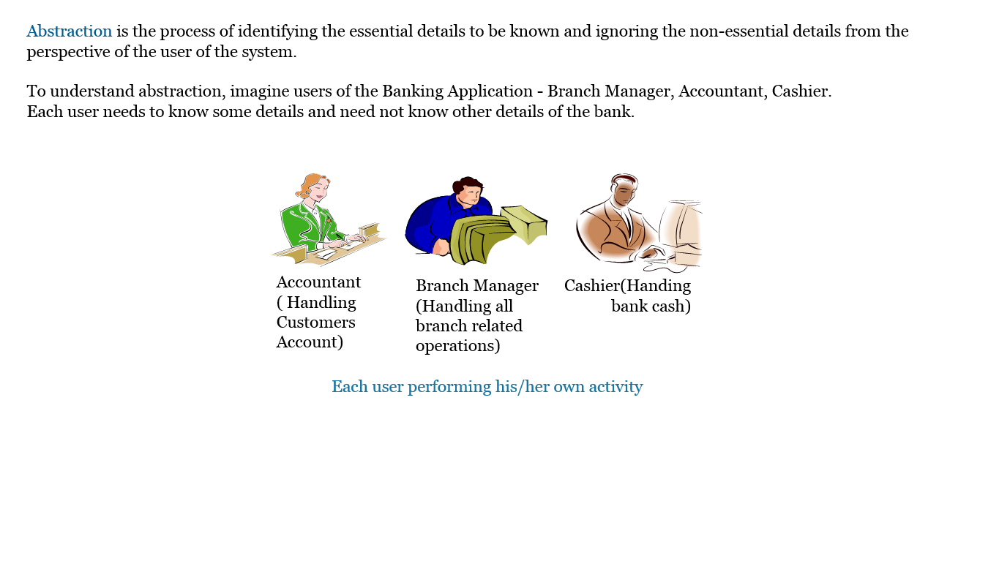 Abstraction is the process of identifying the essential details to be known and ignoring the non-essential details from the
perspective of the user of the system.
To understand abstraction, imagine users of the Banking Application - Branch Manager, Accountant, Cashier.
Each user needs to know some details and need not know other details of the bank.
Accountant
( Handling
Customers
Account)
Branch Manager
(Handling all
branch related
operations)
Cashier(Handing
bank cash)
Each user performing his/her own activity